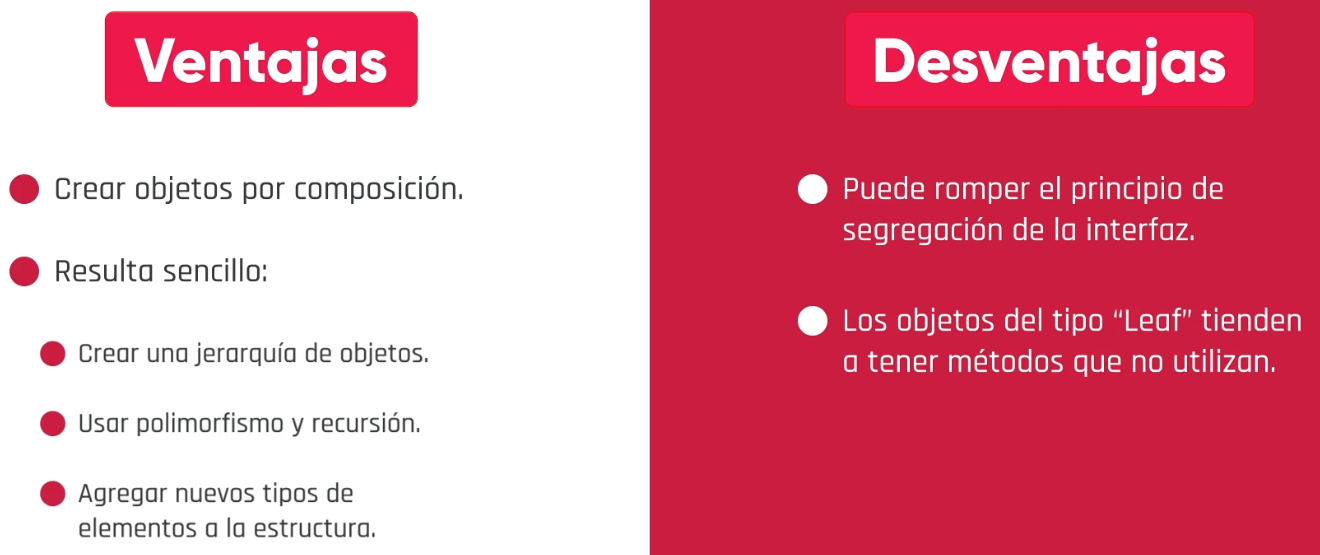 Ventajas
Crear objetos por composición.
Resulta sencillo:
Crear una jerarquía de objetos.
Usar polimorfismo y recursión.
Agregar nuevos tipos de
elementos a la estructura.
Desventajas
Puede romper el principio de
segregación de la interfaz.
Los objetos del tipo “Leaf” tienden
a tener métodos que no utilizan.